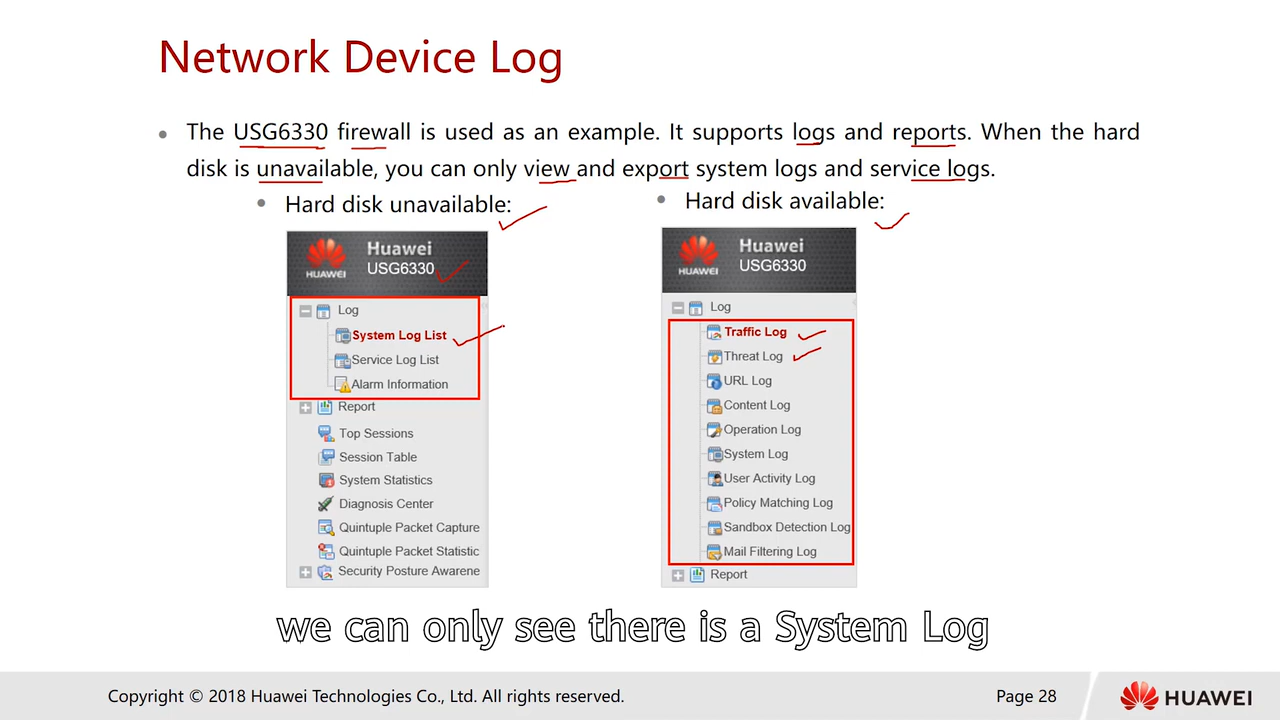 Network Device Log
The USG6330 firewall is used as an example. It supports logs and reports. When the hard
disk is unavailable, you can only view and export system logs and service logs.
Hard disk unavailable:
Huawei
USG6330
HUAWEI
Log
System Log List
Service Log List
Alarm Information
Report
Top Sessions
Session Table
System Statistics
Diagnosis Center
Quintuple Packet Capture
Quintuple Packet Statistic
Security Posture Awarene
Hard disk available:
Huawei
USG6330
HUAWEI
Log
Traffic Log
Threat Log
URL Log
Content Log
Operation Log
System Log
User Activity Log
Policy Matching Log
Sandbox Detection Log
Mail Filtering Log
Report
we can only see there is a System Log
Copyright © 2018 Huawei Technologies Co., Ltd. All rights reserved.
Page 28
HUAWEI